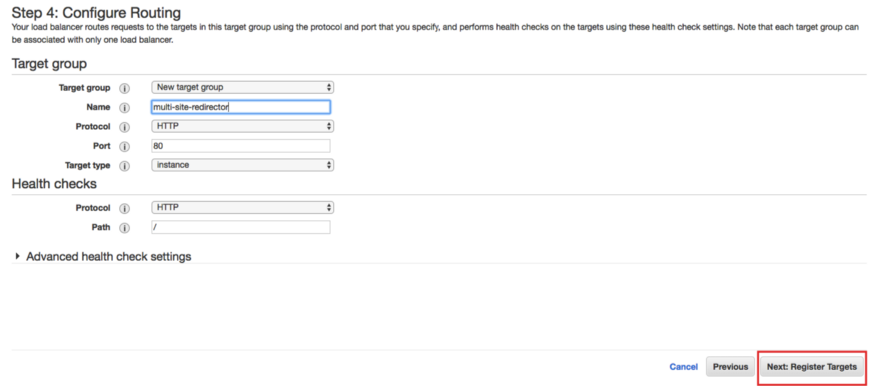 Step 4: Configure Routing
Your load balancer routes requests to the targets in this target group using the protocol and port that you specify, and performs health checks on the targets using these health check settings. Note that each target group can
be associated with only one load balancer.
Target group
Target group i New target group
Name i multi-site-redirector
Protocol i HTTP
Port i 80
Target type i instance
Health checks
Protocol i HTTP
Path i /
Advanced health check settings
Cancel Previous Next: Register Targets